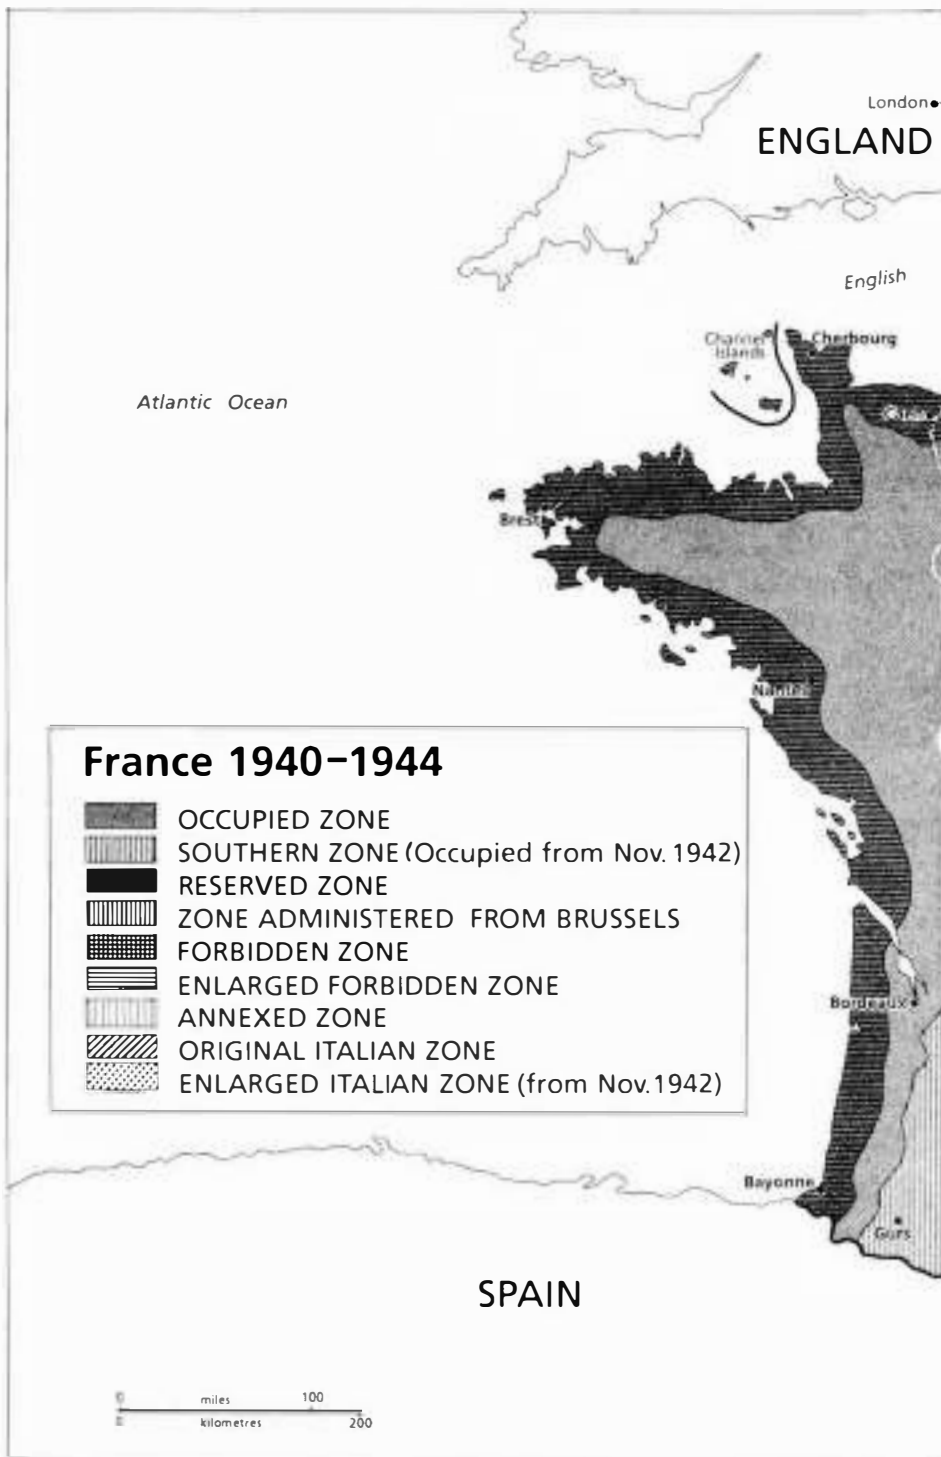 London
ENGLAND
English
Channel
Islands
Cherbourg
Atlantic Ocean
Brest
Nantes
France 1940–1944
OCCUPIED ZONE
SOUTHERN ZONE (Occupied from Nov. 1942)
RESERVED ZONE
ZONE ADMINISTERED FROM BRUSSELS
FORBIDDEN ZONE
ENLARGED FORBIDDEN ZONE
ANNEXED ZONE
ORIGINAL ITALIAN ZONE
ENLARGED ITALIAN ZONE (from Nov. 1942)
Bordeaux
Bayonne
Gurs
SPAIN
0 miles 100
kilometres 200